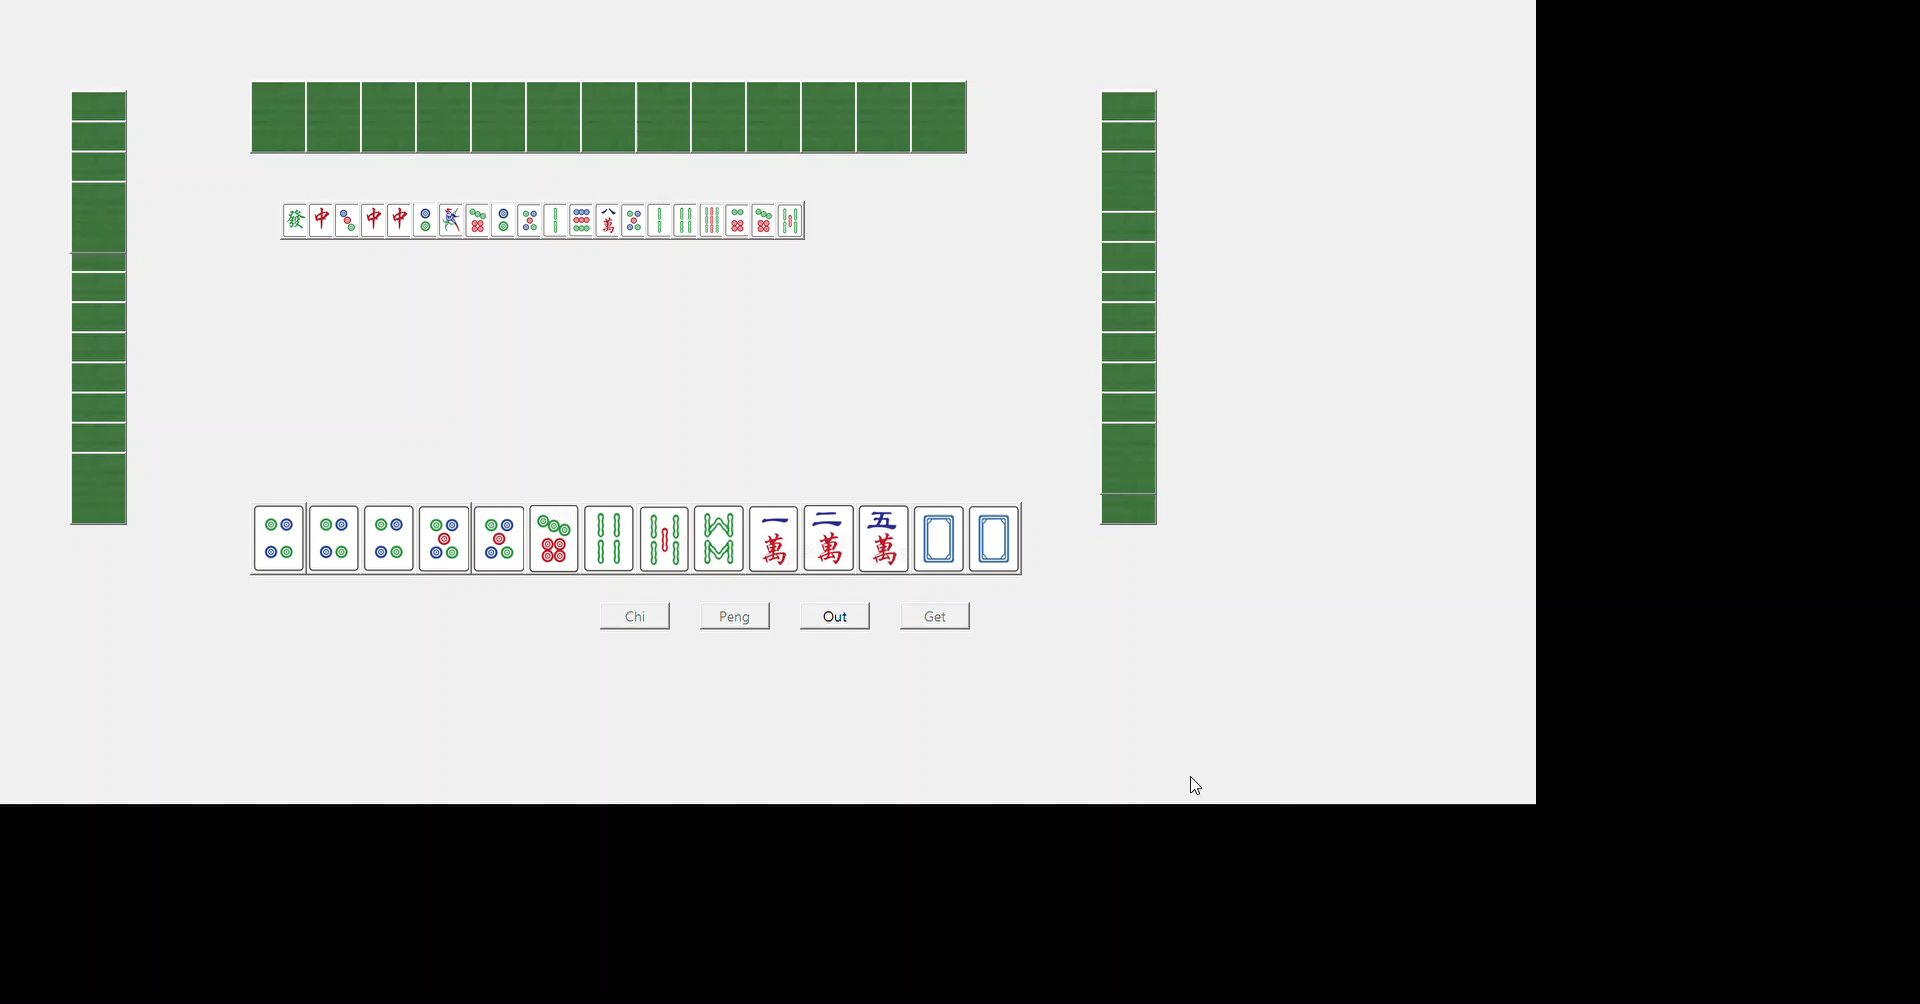 發 中 中 中 八萬
一萬 二萬 五萬
Chi Peng Out Get